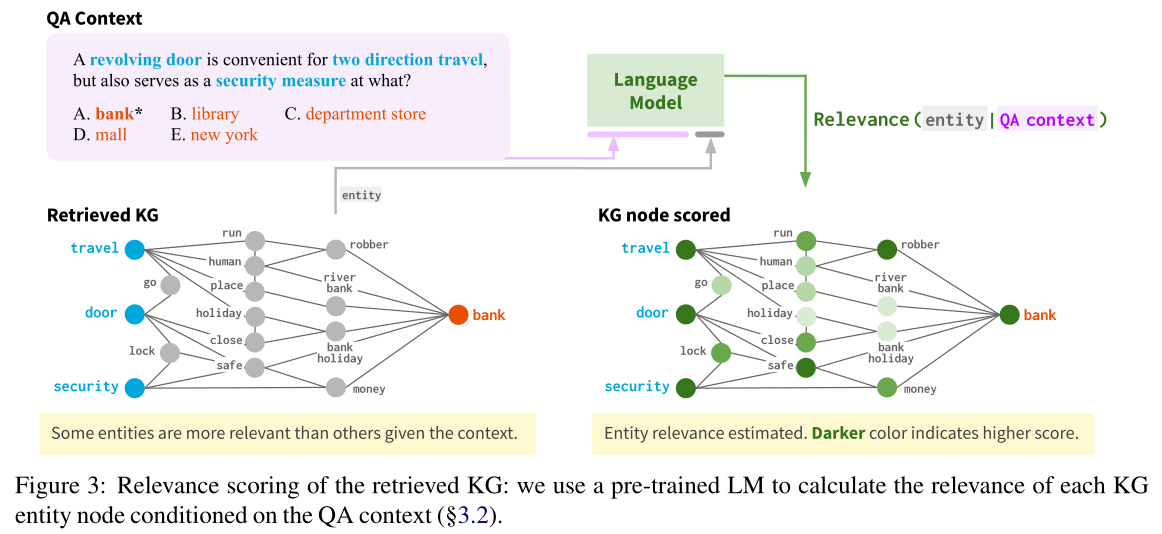 QA Context
A revolving door is convenient for two direction travel,
but also serves as a security measure at what?
A. bank* B. library C. department store
D. mall E. new york
Language
Model
Relevance(entity|QA context)
entity
Retrieved KG
travel
door
security
go
lock
run
human
place
holiday
close
safe
robber
river
bank
bank
holiday
money
bank
Some entities are more relevant than others given the context.
KG node scored
travel
door
security
go
lock
run
human
place
holiday
close
safe
robber
river
bank
bank
holiday
money
bank
Entity relevance estimated. Darker color indicates higher score.
Figure 3: Relevance scoring of the retrieved KG: we use a pre-trained LM to calculate the relevance of each KG
entity node conditioned on the QA context (§3.2).